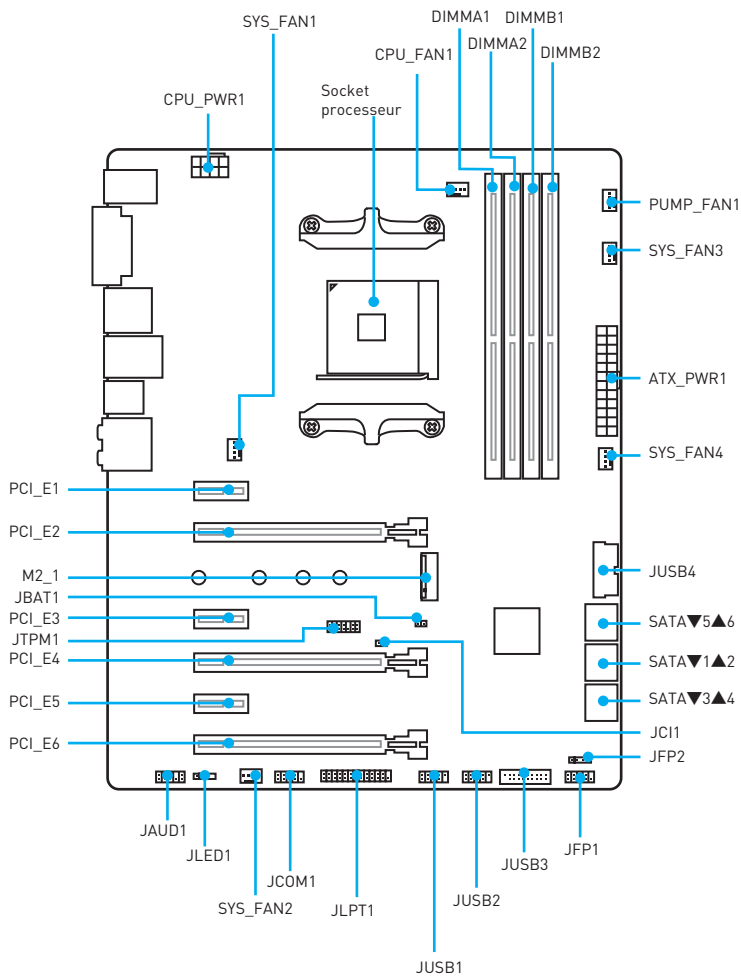 SYS_FAN1
DIMMA1
DIMMB1
DIMMA2
CPU_FAN1
DIMMB2
Socket
processeur
CPU_PWR1
PUMP_FAN1
SYS_FAN3
ATX_PWR1
SYS_FAN4
PCI_E1
PCI_E2
M2_1
JUSB4
JBAT1
PCI_E3
SATA▼5▲6
JTPM1
PCI_E4
SATA▼1▲2
PCI_E5
SATA▼3▲4
JCI1
PCI_E6
JFP2
JAUD1
JLED1
JCOM1
SYS_FAN2
JLPT1
JUSB1
JUSB2
JUSB3
JFP1